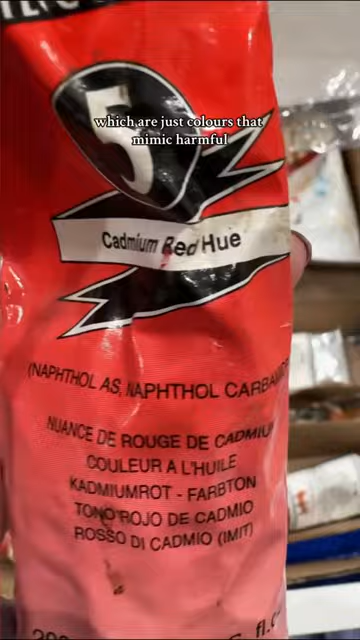 5
which are just colours that
mimic harmful
Cadmium Red Hue
(NAPHTHOL AS, NAPHTHOL
NUANCE DE ROUGE DE CADMIUM
COULEUR A L'HUILE
KADMIUMROT - FARBTON
TONO ROJO DE CADMIO
ROSSO DI CADMIO (IMIT)